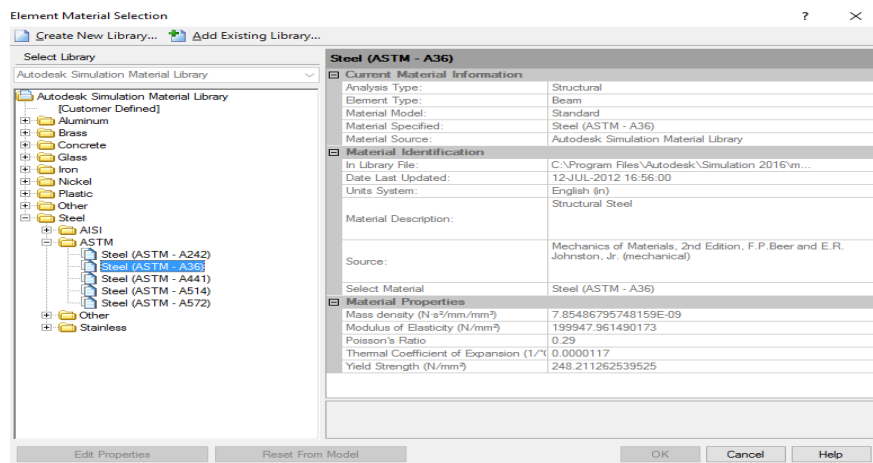 Element Material Selection
? ×
Create New Library... Add Existing Library...
Select Library
Autodesk Simulation Material Library
Autodesk Simulation Material Library
[Customer Defined]
Aluminum
Brass
Concrete
Glass
Iron
Nickel
Plastic
Other
Steel
AISI
ASTM
Steel (ASTM - A242)
Steel (ASTM - A36)
Steel (ASTM - A441)
Steel (ASTM - A514)
Steel (ASTM - A572)
Other
Stainless
Steel (ASTM - A36)
Current Material Information
Analysis Type: Structural
Element Type: Beam
Material Model: Standard
Material Specified: Steel (ASTM - A36)
Material Source: Autodesk Simulation Material Library
Material Identification
In Library File: C:\Program Files\Autodesk\Simulation 2016\m...
Date Last Updated: 12-JUL-2012 16:56:00
Units System: English (in)
Material Description: Structural Steel
Source: Mechanics of Materials, 2nd Edition, F.P.Beer and E.R.
Johnston, Jr. (mechanical)
Select Material Steel (ASTM - A36)
Material Properties
Mass density (N·s²/mm/mm³) 7.85486795748159E-09
Modulus of Elasticity (N/mm²) 199947.961490173
Poisson's Ratio 0.29
Thermal Coefficient of Expansion (1/°( 0.0000117
Yield Strength (N/mm²) 248.211262539525
Edit Properties Reset From Model OK Cancel Help